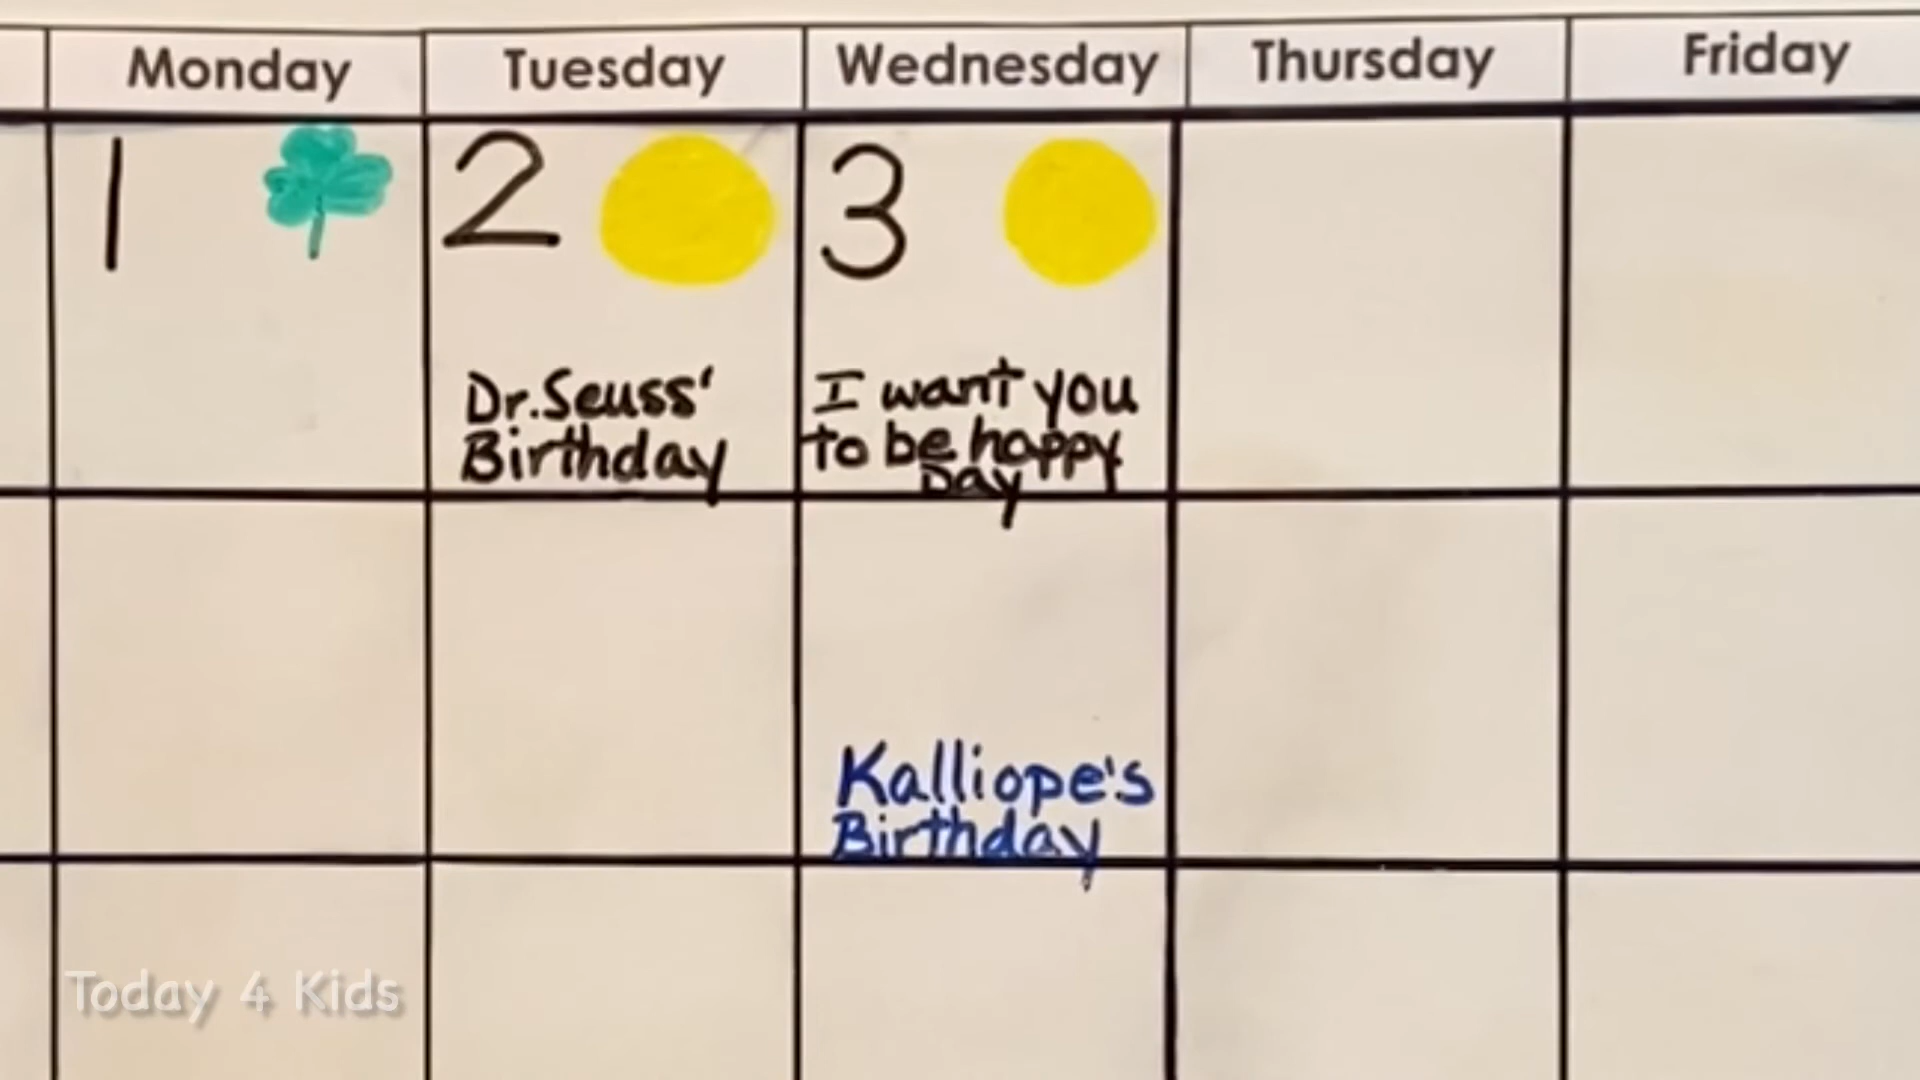 Monday Tuesday Wednesday Thursday Friday
1 2 3
Dr. Seuss'
Birthday
I want you
to be happy
Day
Kalliope's
Birthday
Today 4 Kids